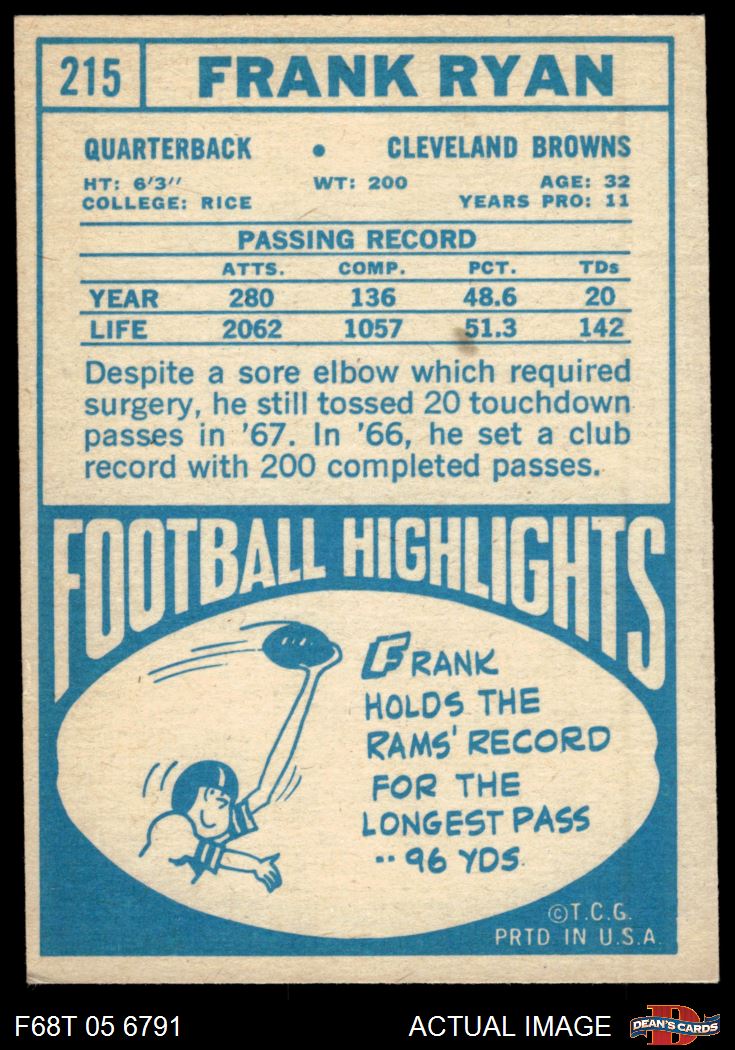 215 FRANK RYAN
QUARTERBACK • CLEVELAND BROWNS
HT: 6'3" WT: 200 AGE: 32
COLLEGE: RICE YEARS PRO: 11
PASSING RECORD
ATTS. COMP. PCT. TDs
YEAR 280 136 48.6 20
LIFE 2062 1057 51.3 142
Despite a sore elbow which required
surgery, he still tossed 20 touchdown
passes in '67. In '66, he set a club
record with 200 completed passes.
FOOTBALL HIGHLIGHTS
FRANK
HOLDS THE
RAMS' RECORD
FOR THE
LONGEST PASS
-- 96 YDS.
©T.C.G.
PRTD IN U.S.A.
F68T 05 6791 ACTUAL IMAGE D DEAN'S CARDS